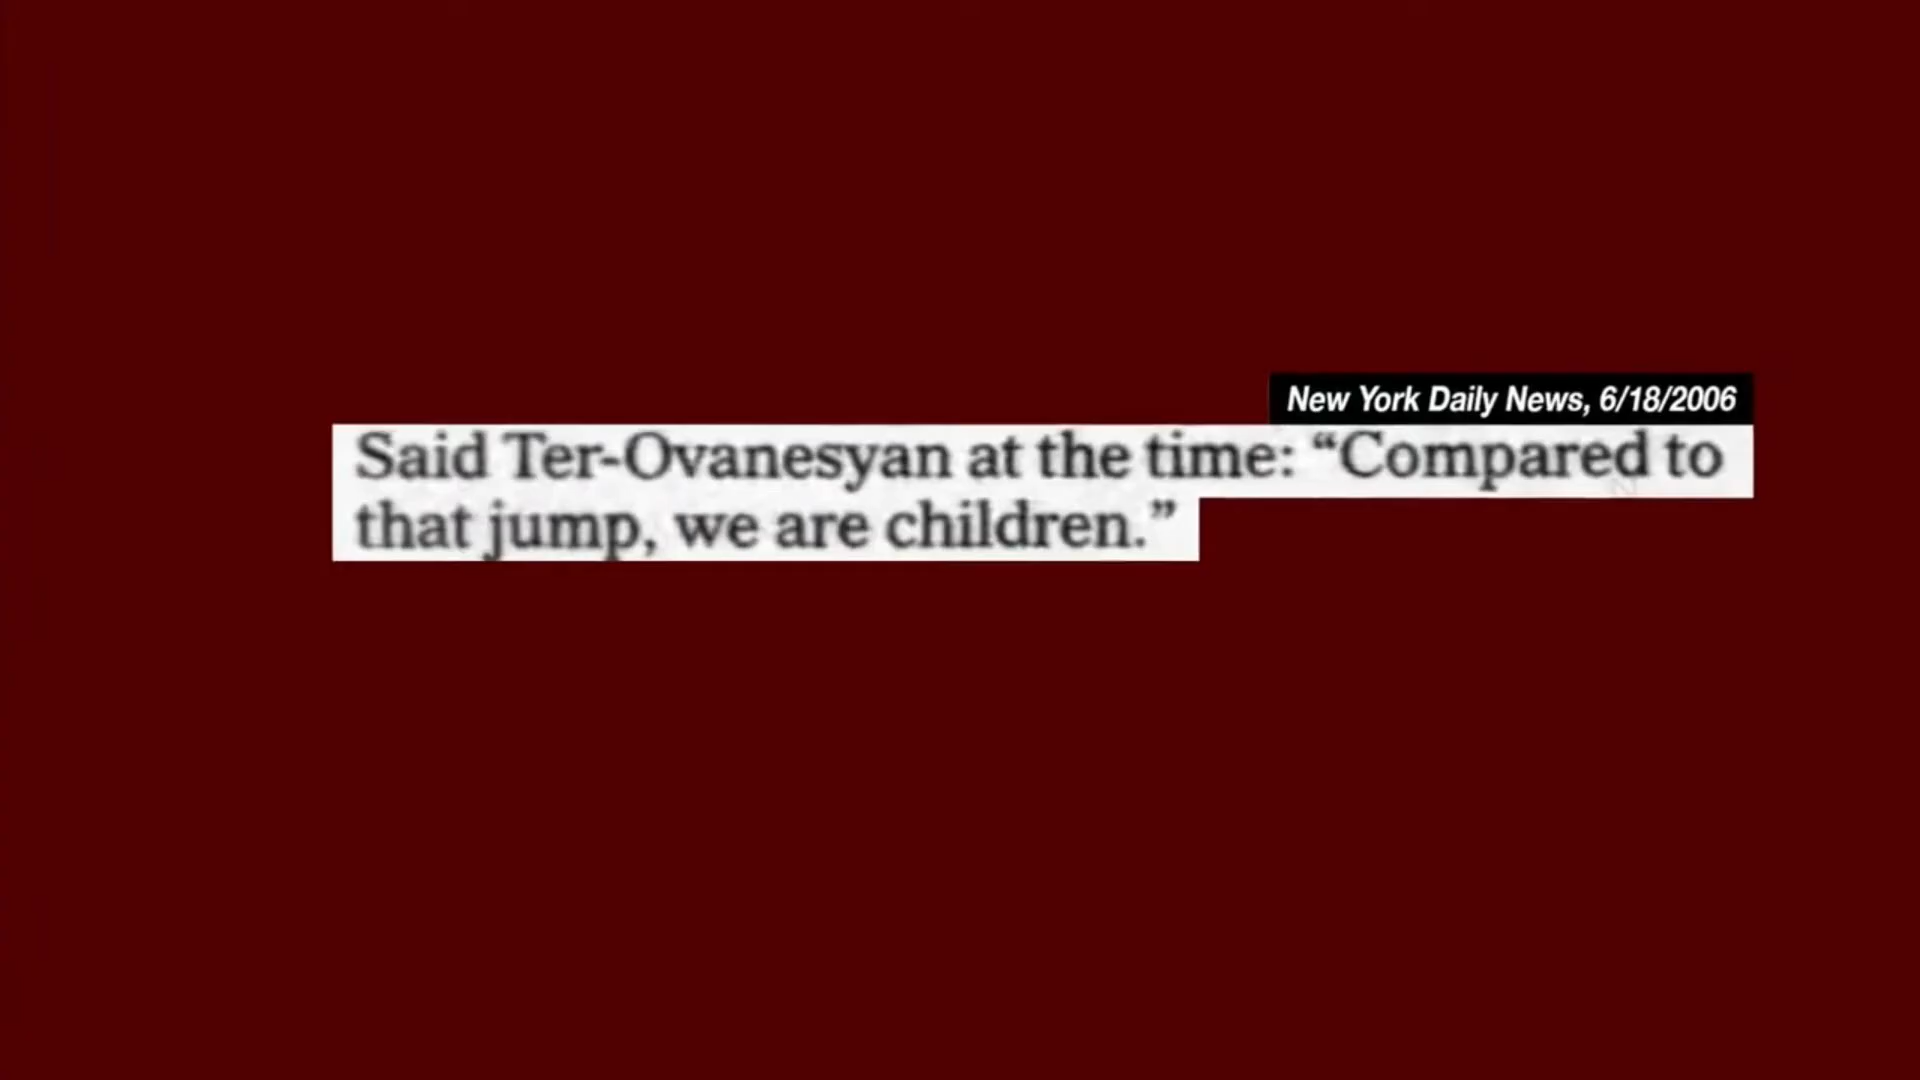 New York Daily News, 6/18/2006
Said Ter-Ovanesyan at the time: “Compared to
that jump, we are children.”